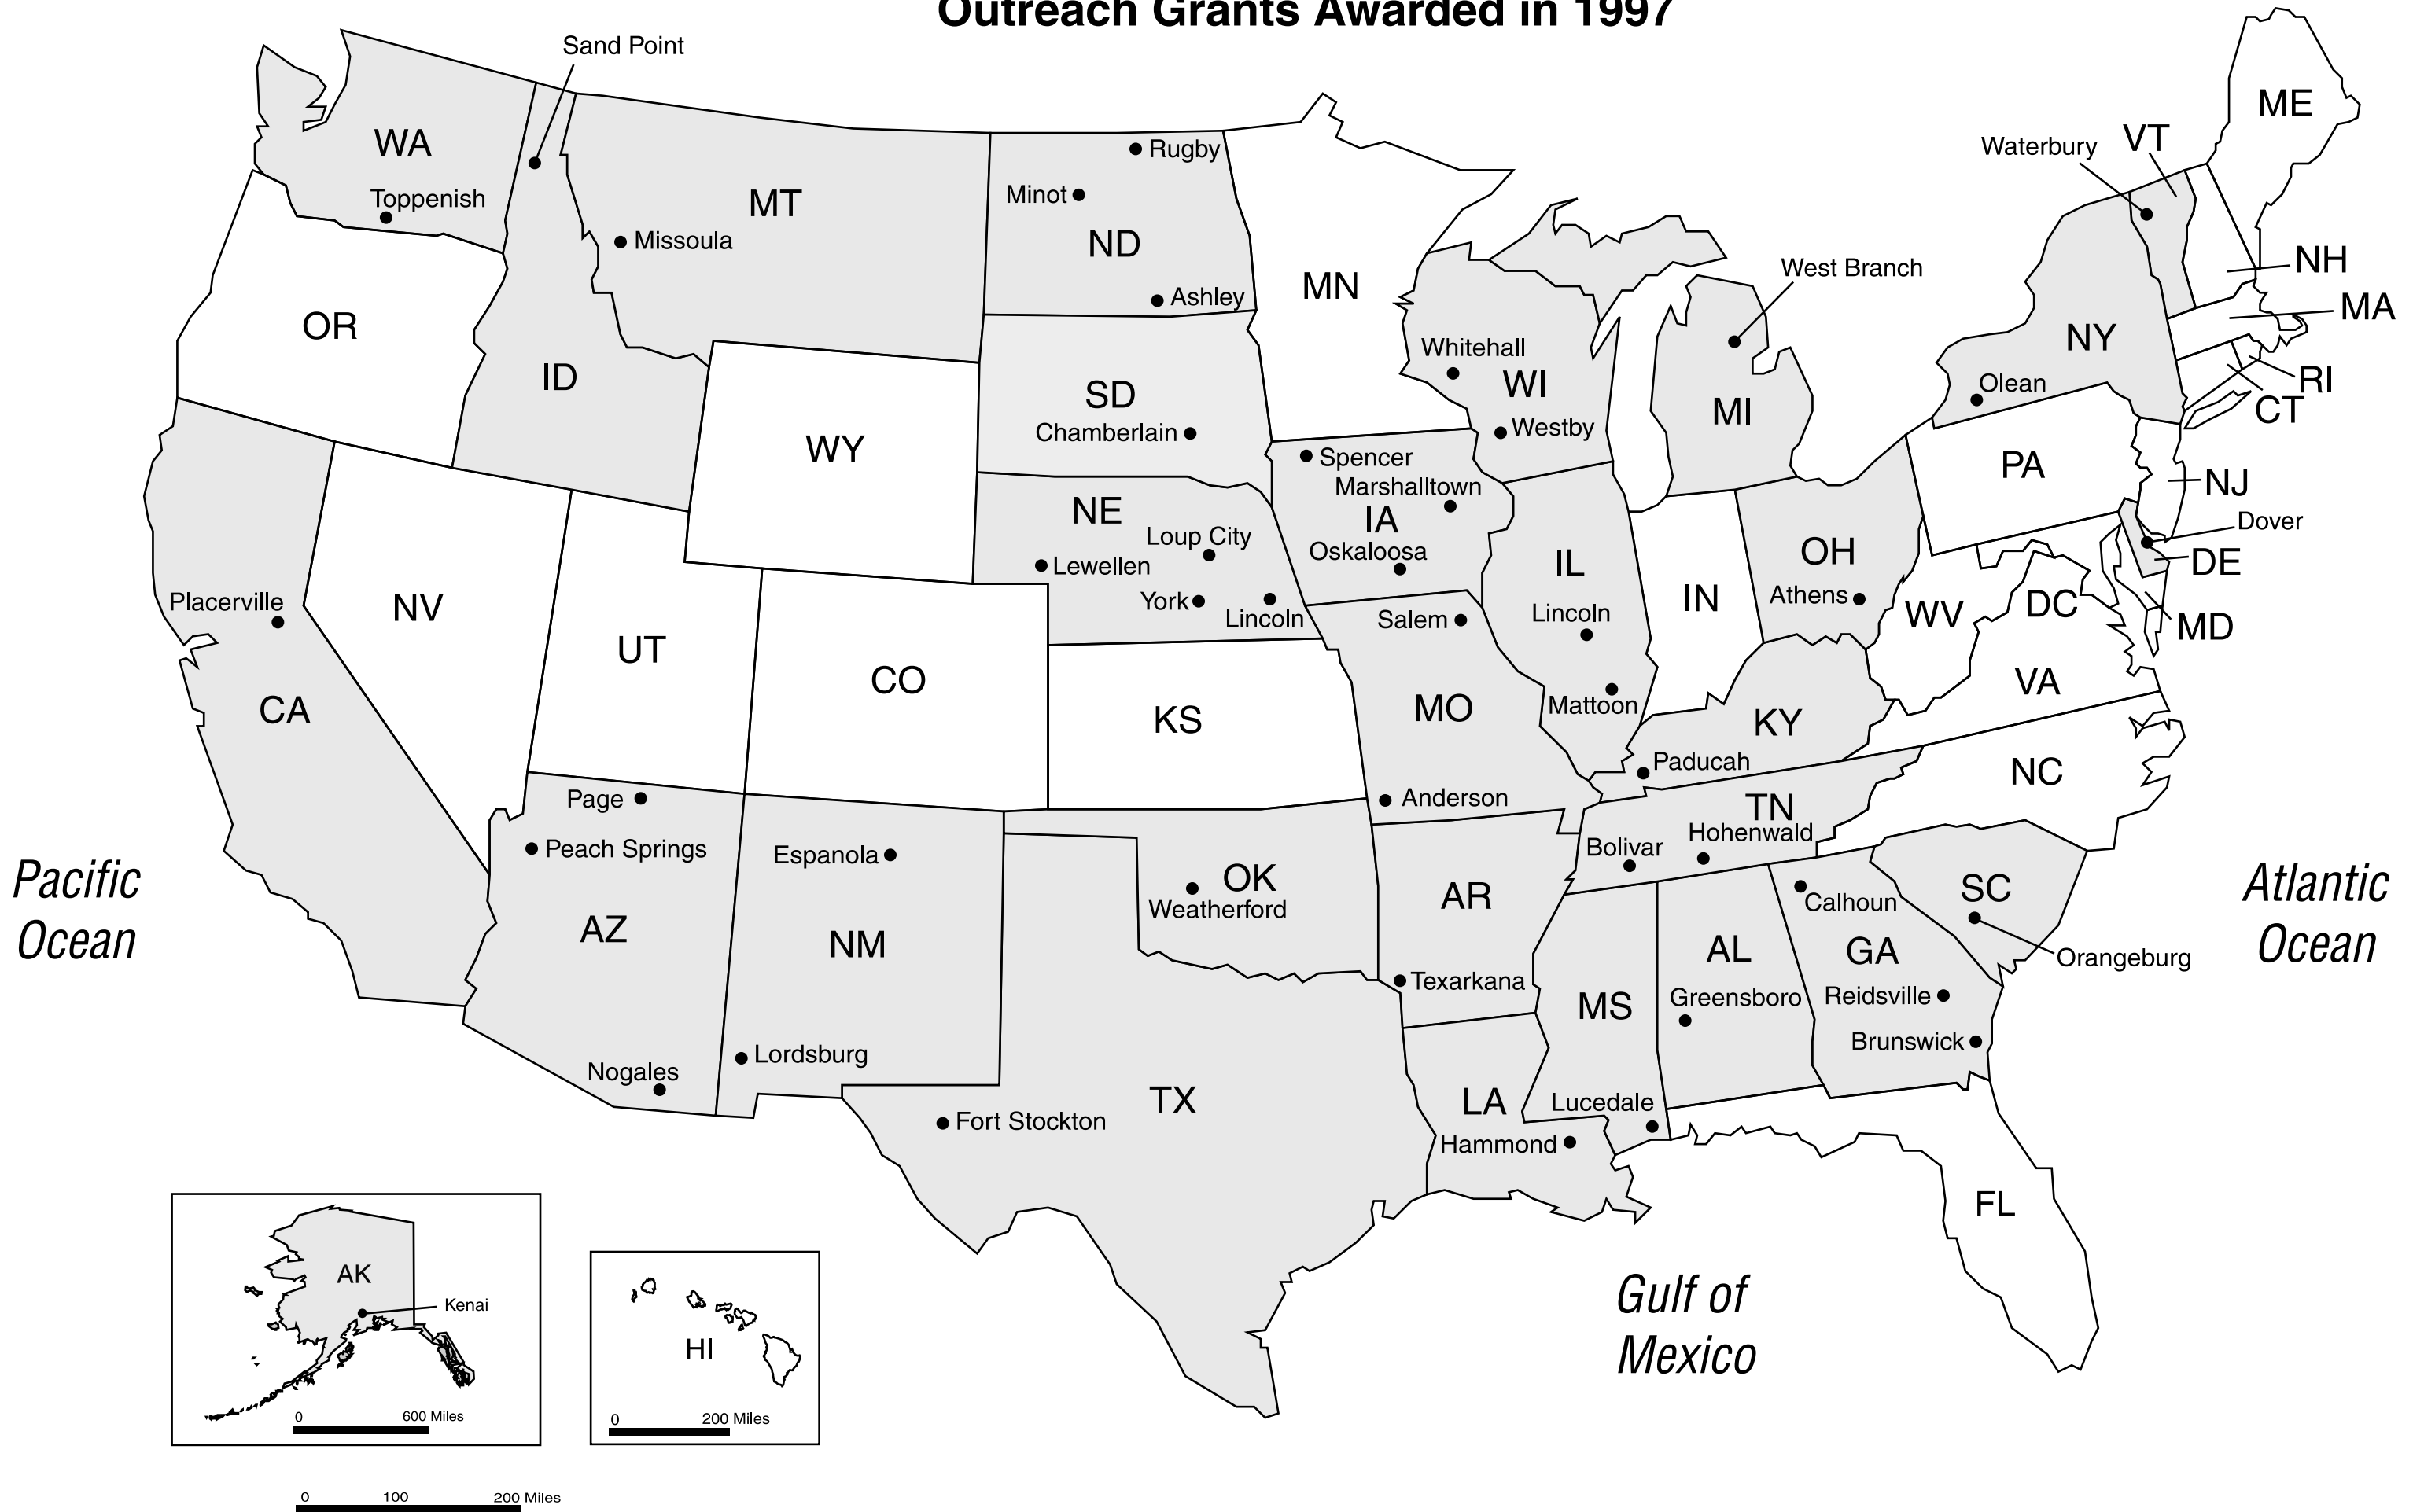 Outreach Grants Awarded in 1997
Sand Point
ME
WA
VT
Waterbury
Rugby
Toppenish
Minot
MT
Missoula
ND
NH
West Branch
MN
Ashley
MA
OR
NY
Whitehall
ID
WI
Olean
RI
SD
MI
CT
Chamberlain
Westby
WY
Spencer
PA
Marshalltown
NJ
NE
IA
Dover
Loup City
Oskaloosa
OH
DE
Lewellen
IL
Athens
York
Lincoln
Placerville
NV
Salem
Lincoln
IN
WV
DC
MD
UT
CO
VA
CA
KS
MO
Mattoon
KY
Paducah
NC
Page
Anderson
TN
Hohenwald
Peach Springs
Espanola
Bolivar
Pacific
Ocean
OK
Weatherford
AR
Calhoun
SC
Atlantic
Ocean
AZ
NM
AL
GA
Orangeburg
Texarkana
MS
Greensboro
Reidsville
Lordsburg
Brunswick
Nogales
TX
LA
Lucedale
Fort Stockton
Hammond
FL
AK
Kenai
HI
Gulf of
Mexico
0 600 Miles
0 200 Miles
0 100 200 Miles